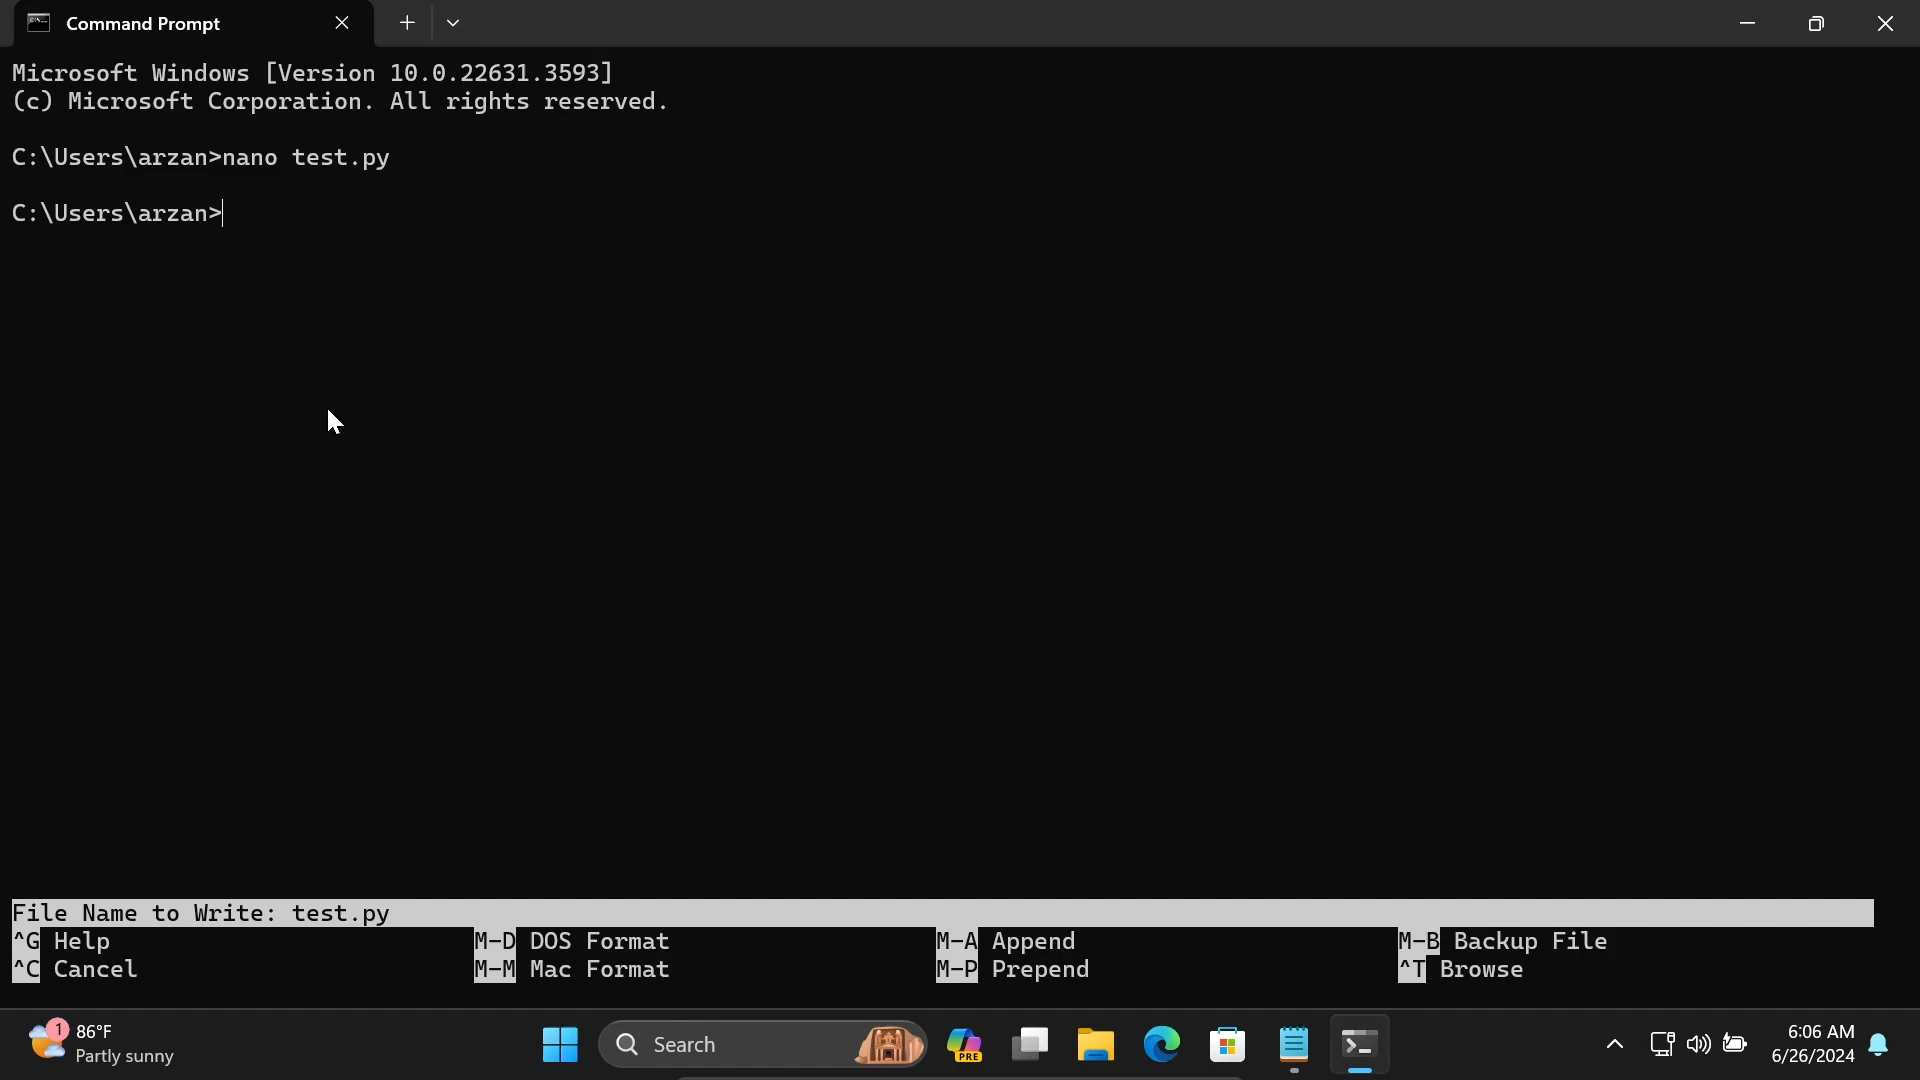 Command Prompt
Microsoft Windows [Version 10.0.22631.3593]
(c) Microsoft Corporation. All rights reserved.
C:\Users\arzan>nano test.py
C:\Users\arzan>
File Name to Write: test.py
^G Help M-D DOS Format M-A Append M-B Backup File
^C Cancel M-M Mac Format M-P Prepend ^T Browse
1 86°F
Partly sunny
Search
PRE
6:06 AM
6/26/2024